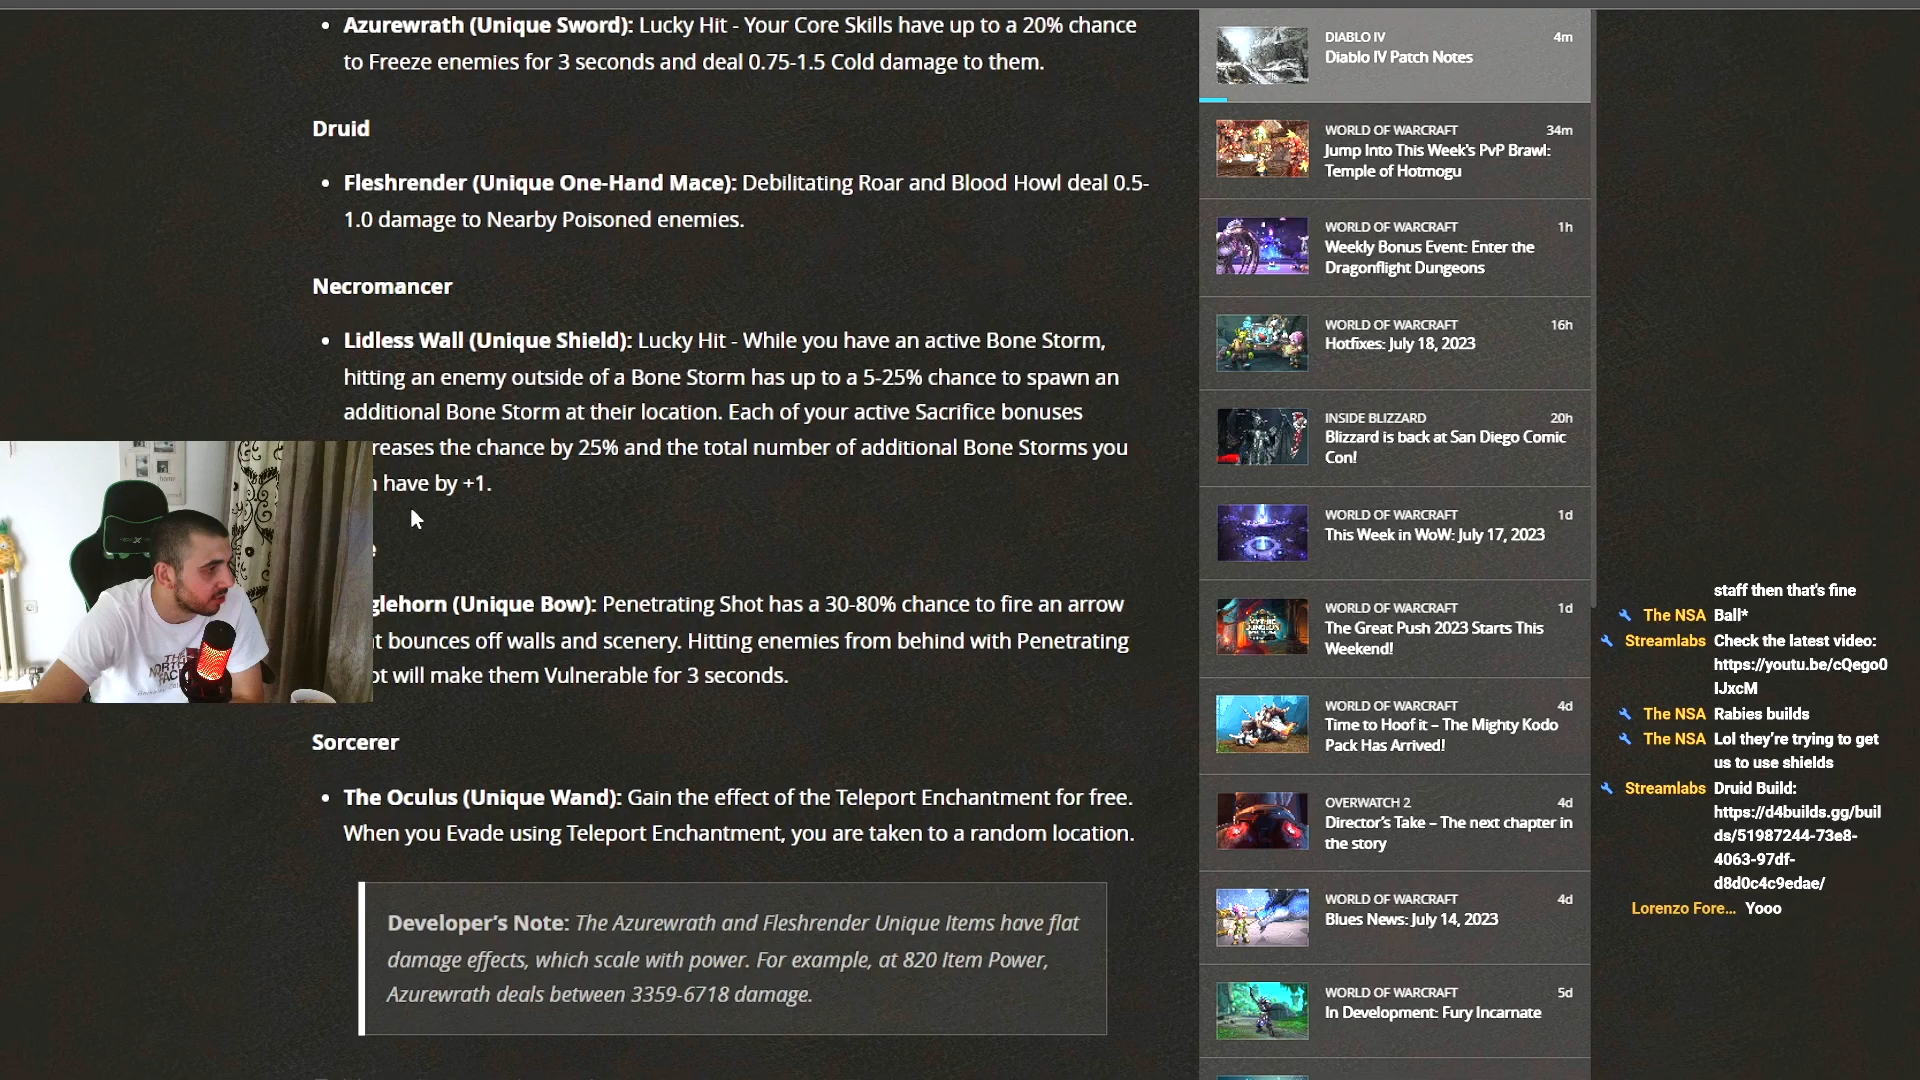 Azurewrath (Unique Sword): Lucky Hit - Your Core Skills have up to a 20% chance
to Freeze enemies for 3 seconds and deal 0.75-1.5 Cold damage to them.
Druid
Fleshrender (Unique One-Hand Mace): Debilitating Roar and Blood Howl deal 0.5-
1.0 damage to Nearby Poisoned enemies.
Necromancer
Lidless Wall (Unique Shield): Lucky Hit - While you have an active Bone Storm,
hitting an enemy outside of a Bone Storm has up to a 5-25% chance to spawn an
additional Bone Storm at their location. Each of your active Sacrifice bonuses
reases the chance by 25% and the total number of additional Bone Storms you
have by +1.
e
glehorn (Unique Bow): Penetrating Shot has a 30-80% chance to fire an arrow
t bounces off walls and scenery. Hitting enemies from behind with Penetrating
ot will make them Vulnerable for 3 seconds.
Sorcerer
The Oculus (Unique Wand): Gain the effect of the Teleport Enchantment for free.
When you Evade using Teleport Enchantment, you are taken to a random location.
Developer's Note: The Azurewrath and Fleshrender Unique Items have flat
damage effects, which scale with power. For example, at 820 Item Power,
Azurewrath deals between 3359-6718 damage.
DIABLO IV 4m
Diablo IV Patch Notes
WORLD OF WARCRAFT 34m
Jump Into This Week's PvP Brawl:
Temple of Hotmogu
WORLD OF WARCRAFT 1h
Weekly Bonus Event: Enter the
Dragonflight Dungeons
WORLD OF WARCRAFT 16h
Hotfixes: July 18, 2023
INSIDE BLIZZARD 20h
Blizzard is back at San Diego Comic
Con!
WORLD OF WARCRAFT 1d
This Week in WoW: July 17, 2023
WORLD OF WARCRAFT 1d
The Great Push 2023 Starts This
Weekend!
WORLD OF WARCRAFT 4d
Time to Hoof it – The Mighty Kodo
Pack Has Arrived!
OVERWATCH 2 4d
Director's Take – The next chapter in
the story
WORLD OF WARCRAFT 4d
Blues News: July 14, 2023
WORLD OF WARCRAFT 5d
In Development: Fury Incarnate
staff then that's fine
The NSA Ball*
Streamlabs Check the latest video:
https://youtu.be/cQego0
IJxcM
The NSA Rabies builds
The NSA Lol they're trying to get
us to use shields
Streamlabs Druid Build:
https://d4builds.gg/buil
ds/51987244-73e8-
4063-97df-
d8d0c4c9edae/
Lorenzo Fore... Yooo